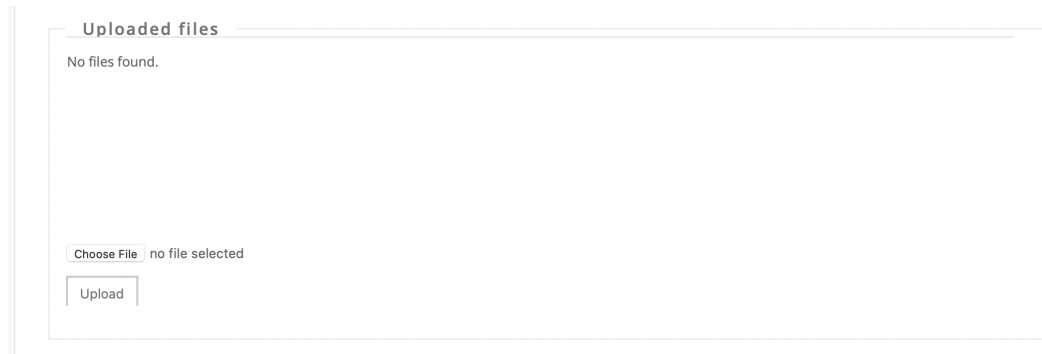 Uploaded files
No files found.
Choose File no file selected
Upload